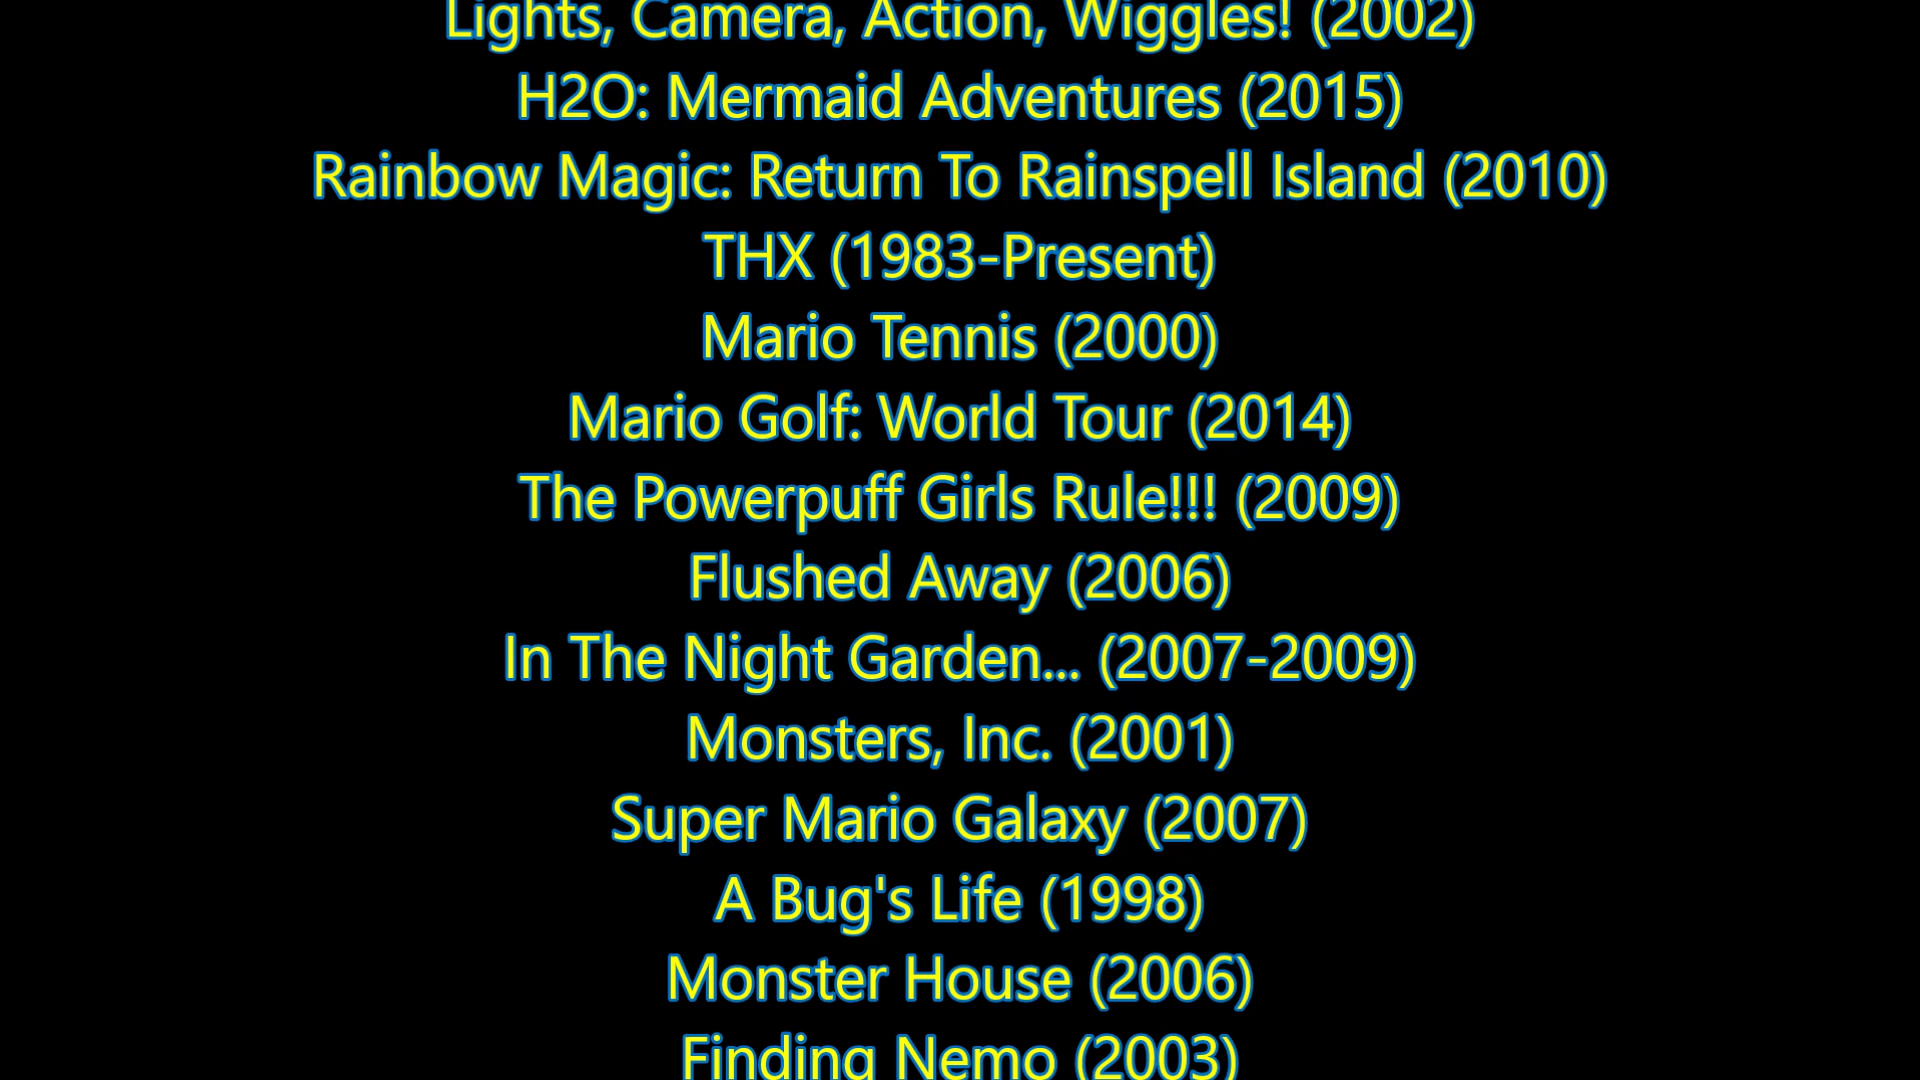 Lights, Camera, Action, Wiggles! (2002)
H2O: Mermaid Adventures (2015)
Rainbow Magic: Return To Rainspell Island (2010)
THX (1983-Present)
Mario Tennis (2000)
Mario Golf: World Tour (2014)
The Powerpuff Girls Rule!!! (2009)
Flushed Away (2006)
In The Night Garden... (2007-2009)
Monsters, Inc. (2001)
Super Mario Galaxy (2007)
A Bug's Life (1998)
Monster House (2006)
Finding Nemo (2003)